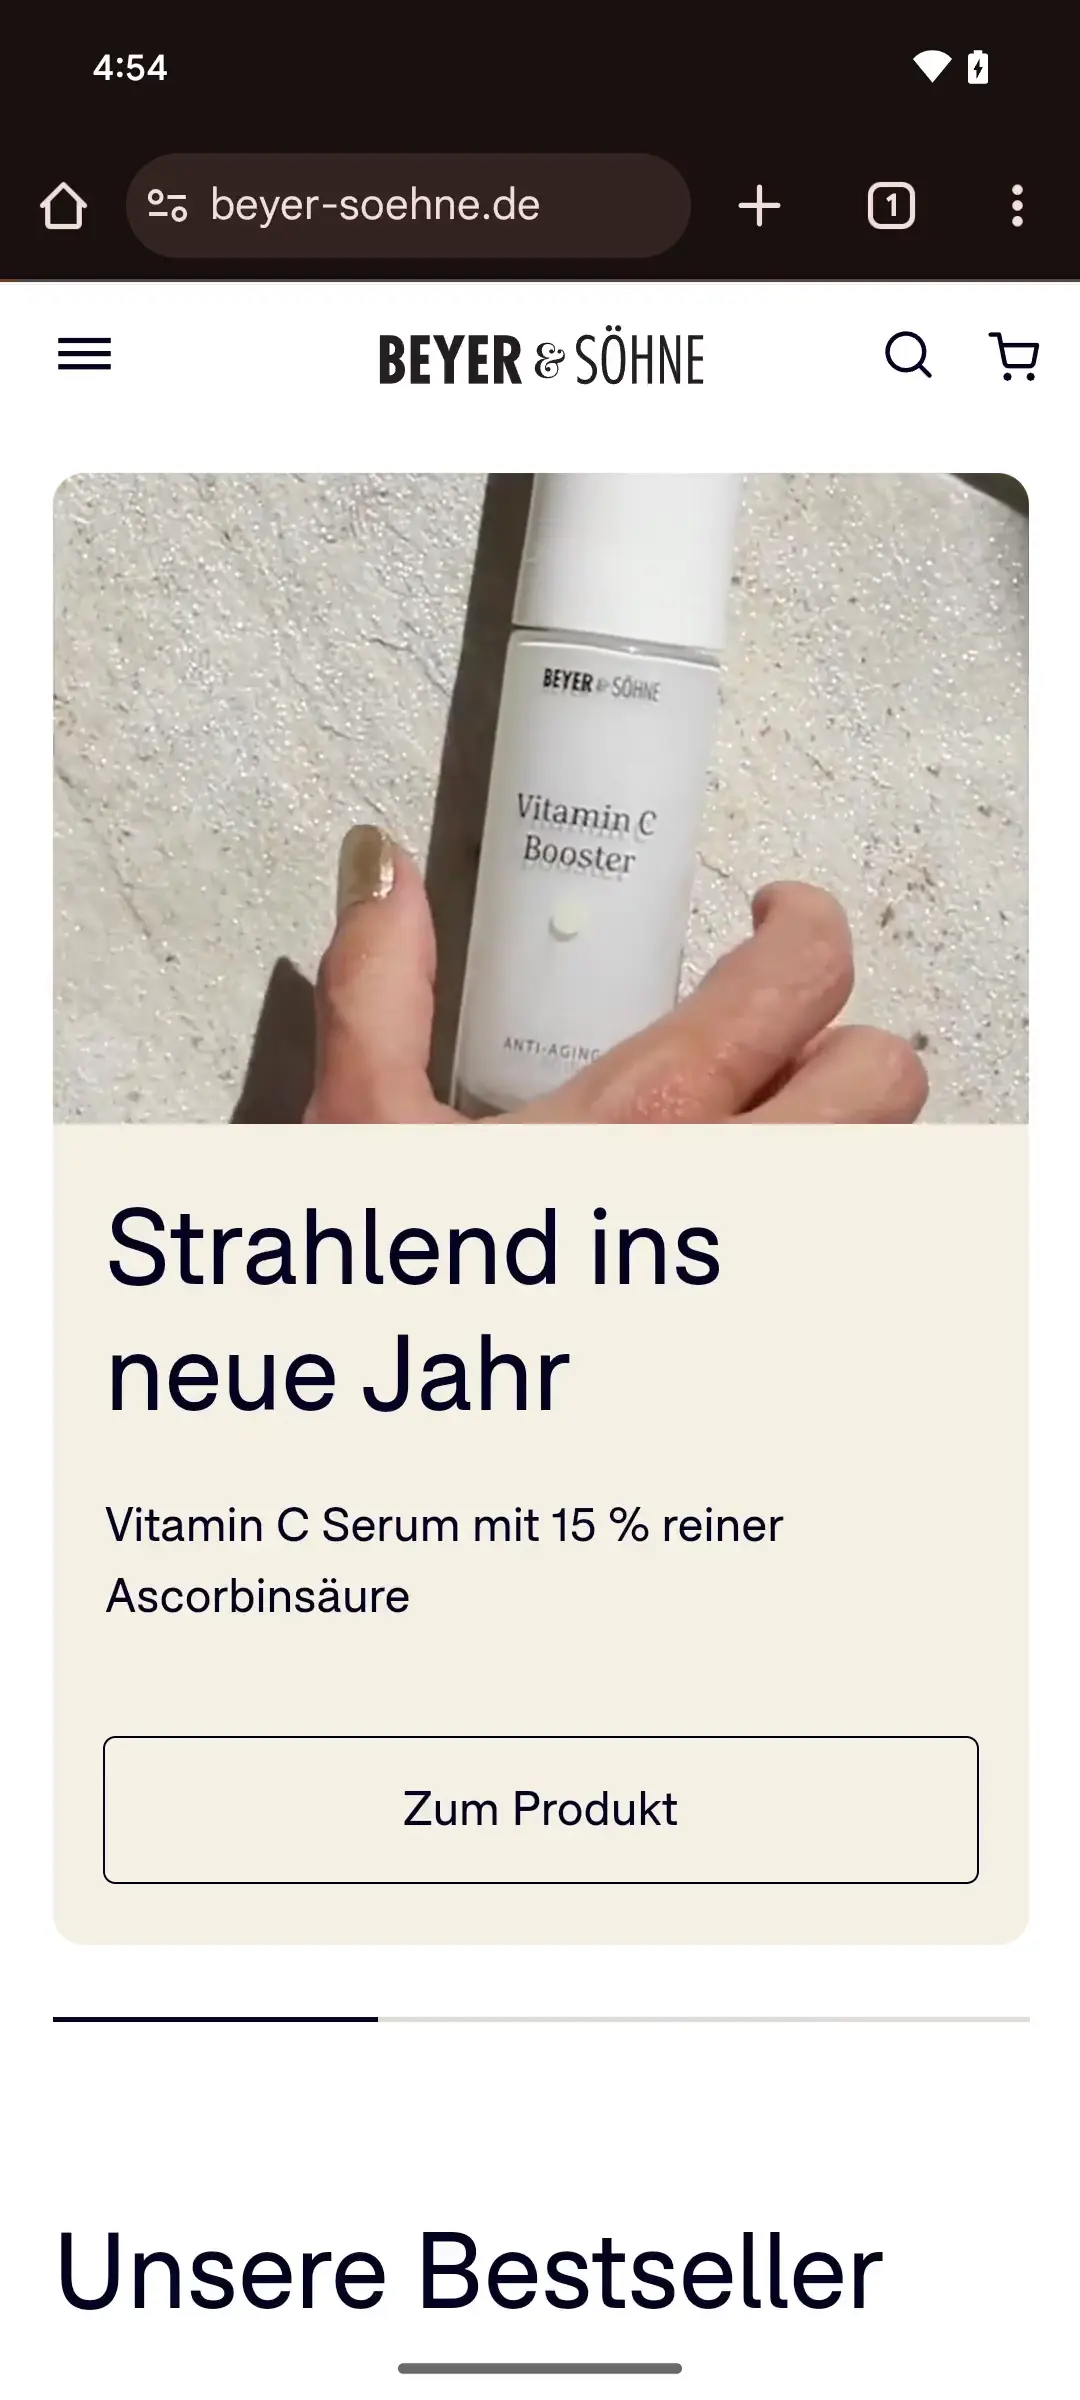 4:54
beyer-soehne.de
1
BEYER & SÖHNE
BEYER & SÖHNE
Vitamin C
Booster
ANTI-AGING
Strahlend ins
neue Jahr
Vitamin C Serum mit 15 % reiner
Ascorbinsäure
Zum Produkt
Unsere Bestseller